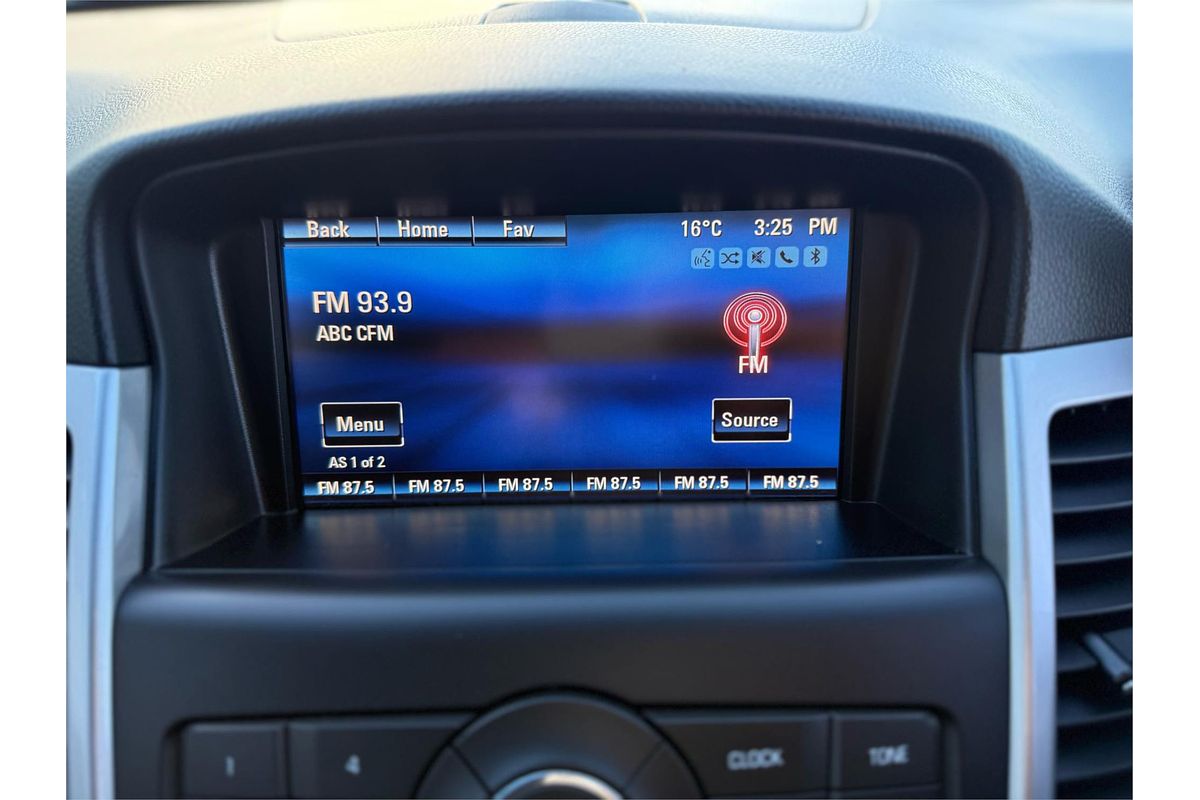 Back Home Fav 16°C 3:25 PM
FM 93.9
ABC CFM
FM
Menu Source
AS 1 of 2
FM 87.5 FM 87.5 FM 87.5 FM 87.5 FM 87.5 FM 87.5
1 4 CLOCK TONE